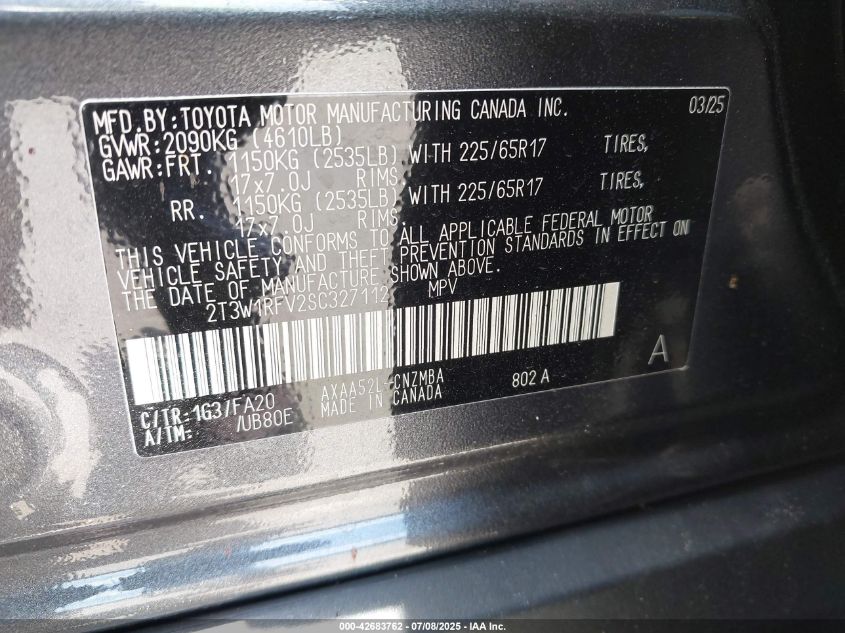 MFD. BY: TOYOTA MOTOR MANUFACTURING CANADA INC. 03/25
GVWR: 2090KG (4610LB)
GAWR: FRT. 1150KG (2535LB) WITH 225/65R17 TIRES,
17x7.0J RIMS
RR. 1150KG (2535LB) WITH 225/65R17 TIRES,
17x7.0J RIMS
THIS VEHICLE CONFORMS TO ALL APPLICABLE FEDERAL MOTOR
VEHICLE SAFETY AND THEFT PREVENTION STANDARDS IN EFFECT ON
THE DATE OF MANUFACTURE SHOWN ABOVE.
2T3W1RFV2SC327112 MPV
A
C/TR: 1G3/FA20 AXAA52L-CNZMBA 802 A
A/TM: /UB80E MADE IN CANADA
000-42683762 - 07/08/2025 - IAA Inc.